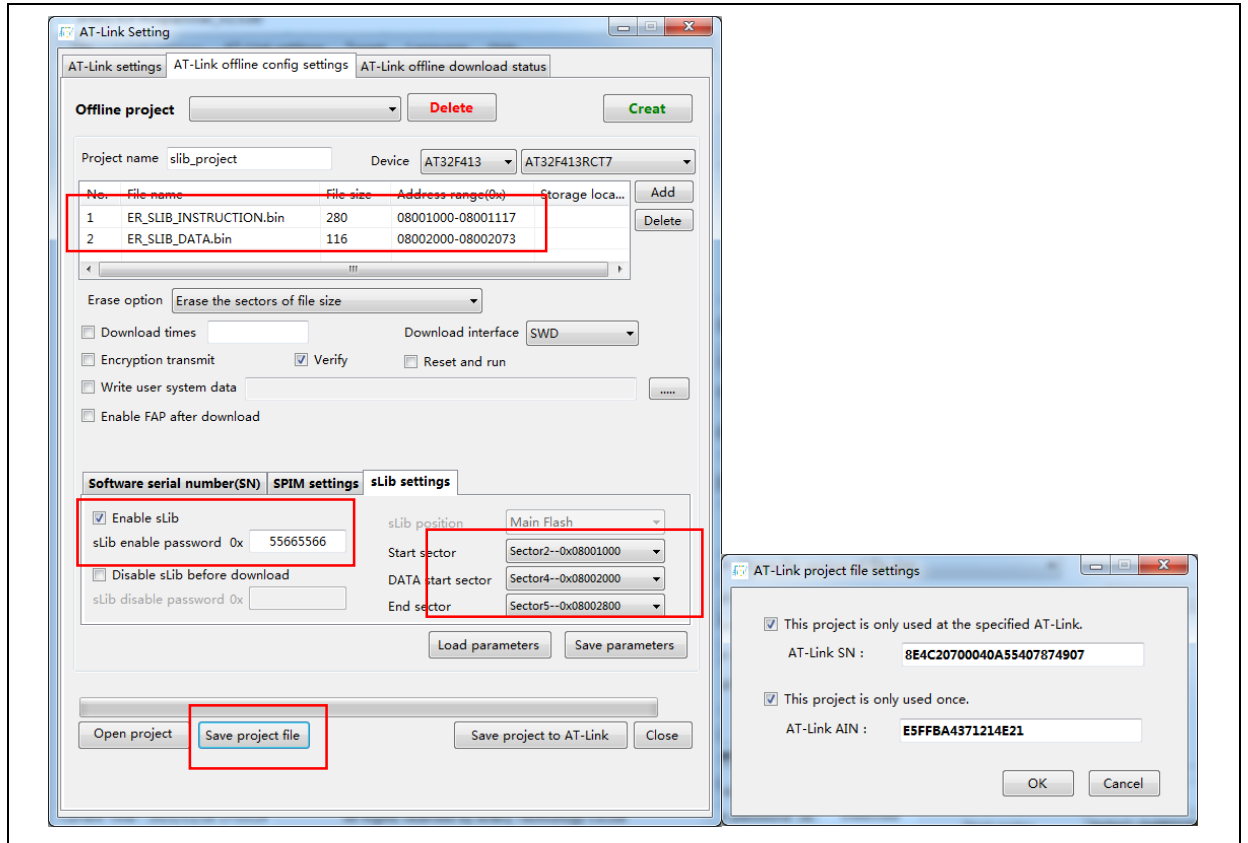 AT-Link Setting
AT-Link settings AT-Link offline config settings AT-Link offline download status
Offline project Delete Creat
Project name slib_project Device AT32F413 AT32F413RCT7
No. File name File size Address range(0x) Storage loca... Add
1 ER_SLIB_INSTRUCTION.bin 280 08001000-08001117
Delete
2 ER_SLIB_DATA.bin 116 08002000-08002073
Erase option Erase the sectors of file size
Download times Download interface SWD
Encryption transmit Verify Reset and run
Write user system data .....
Enable FAP after download
Software serial number(SN) SPIM settings sLib settings
Enable sLib sLib position Main Flash
sLib enable password 0x 55665566 Start sector Sector2--0x08001000
Disable sLib before download DATA start sector Sector4--0x08002000
sLib disable password 0x End sector Sector5--0x08002800
Load parameters Save parameters
Open project Save project file Save project to AT-Link Close
AT-Link project file settings
This project is only used at the specified AT-Link.
AT-Link SN : 8E4C20700040A55407874907
This project is only used once.
AT-Link AIN : E5FFBA4371214E21
OK Cancel